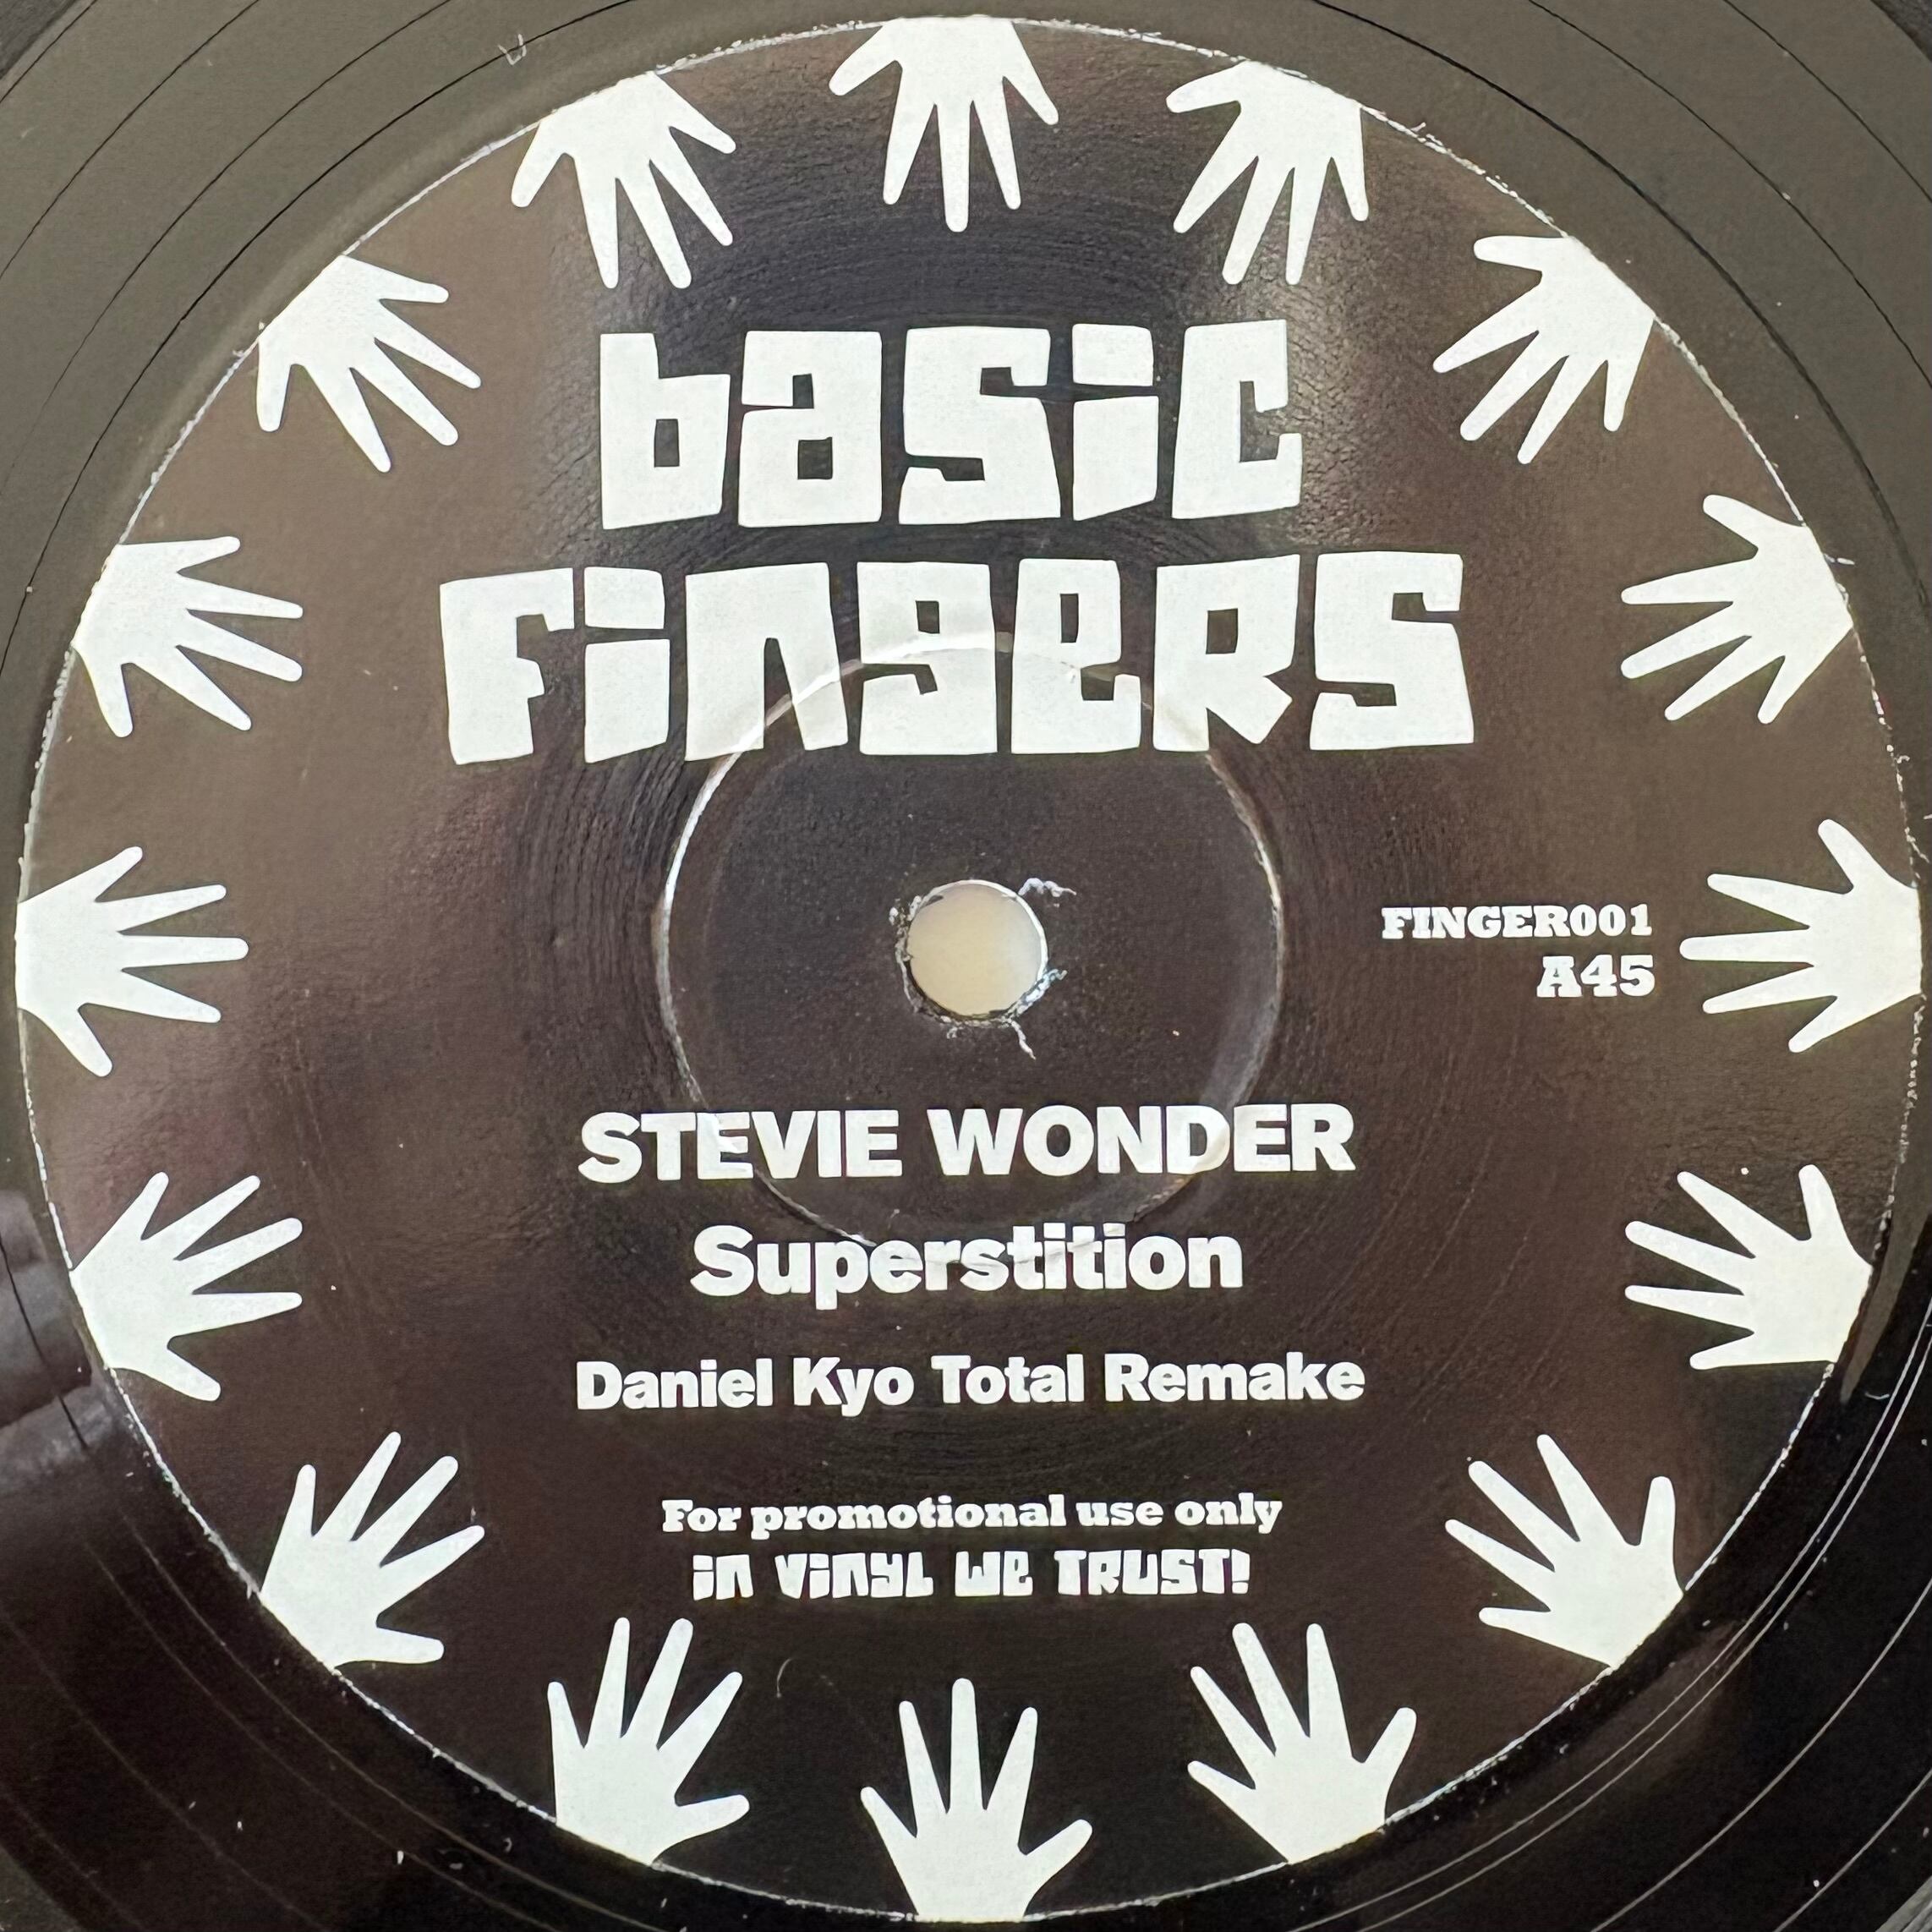 basic
FingeRS
FINGER001
A45
STEVIE WONDER
Superstition
Daniel Kyo Total Remake
For promotional use only
in VinyL We TRUST!